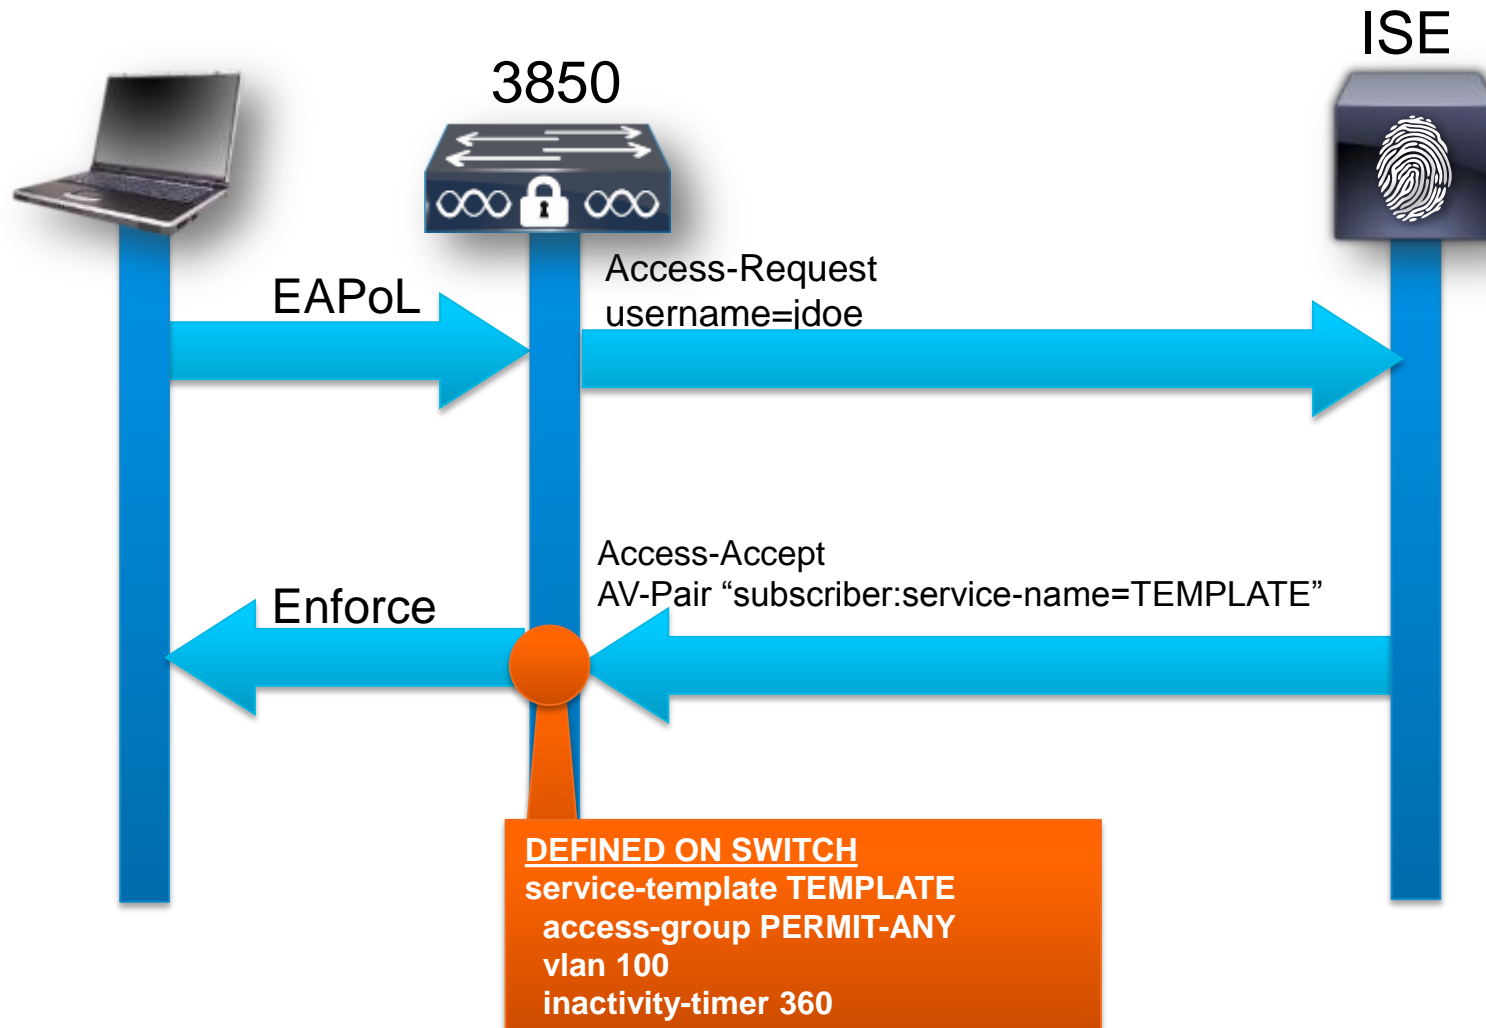 ISE
3850
EAPoL
Access-Request
username=jdoe
Access-Accept
AV-Pair “subscriber:service-name=TEMPLATE”
Enforce
DEFINED ON SWITCH
service-template TEMPLATE
access-group PERMIT-ANY
vlan 100
inactivity-timer 360